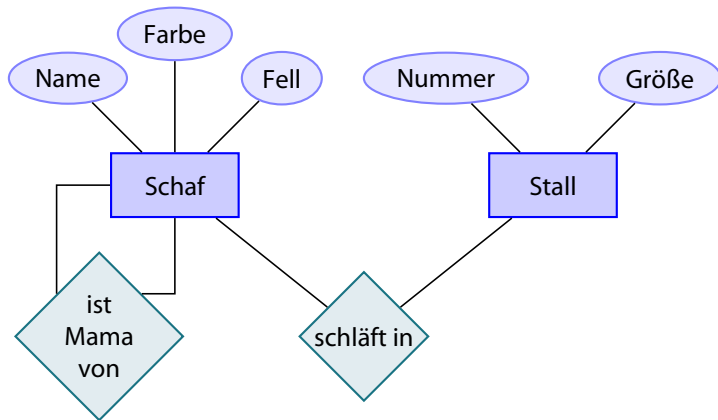 Farbe
Name
Fell
Nummer
Größe
Schaf
Stall
ist
Mama
von
schläft in